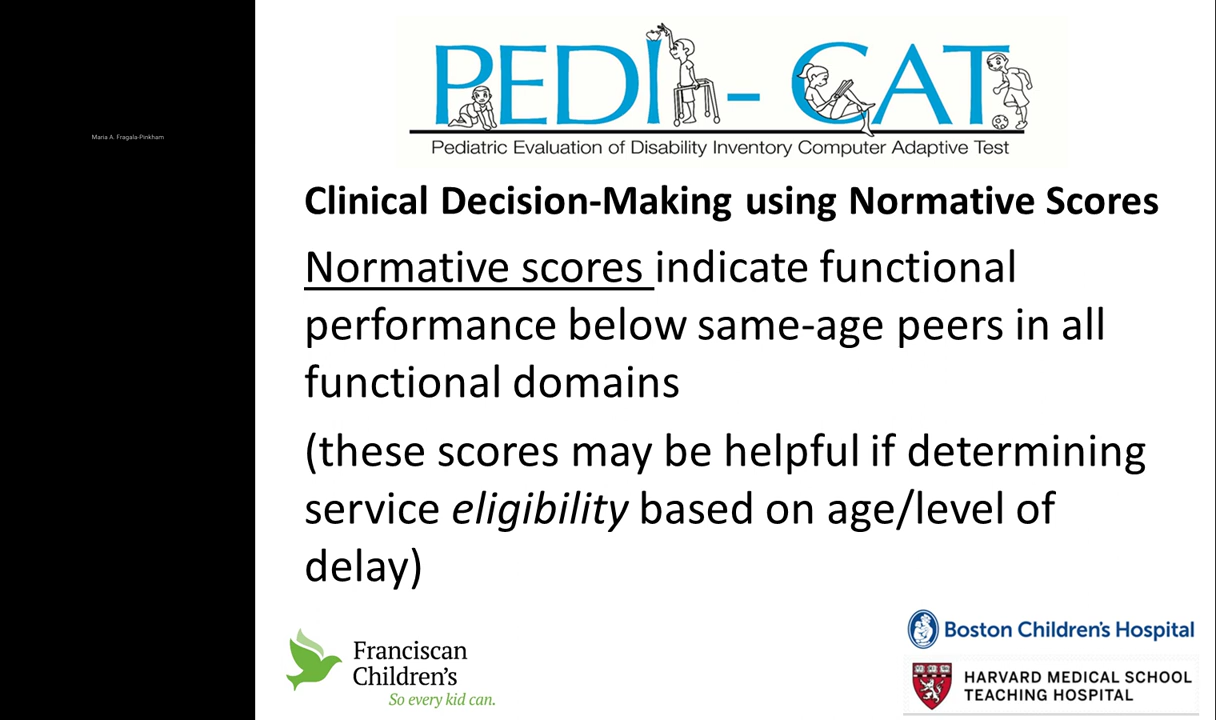 Maria A. Fragala-Pinkham
PEDI - CAT
Pediatric Evaluation of Disability Inventory Computer Adaptive Test
Clinical Decision-Making using Normative Scores
Normative scores indicate functional
performance below same-age peers in all
functional domains
(these scores may be helpful if determining
service eligibility based on age/level of
delay)
Franciscan
Children's
So every kid can.
Boston Children's Hospital
HARVARD MEDICAL SCHOOL
TEACHING HOSPITAL